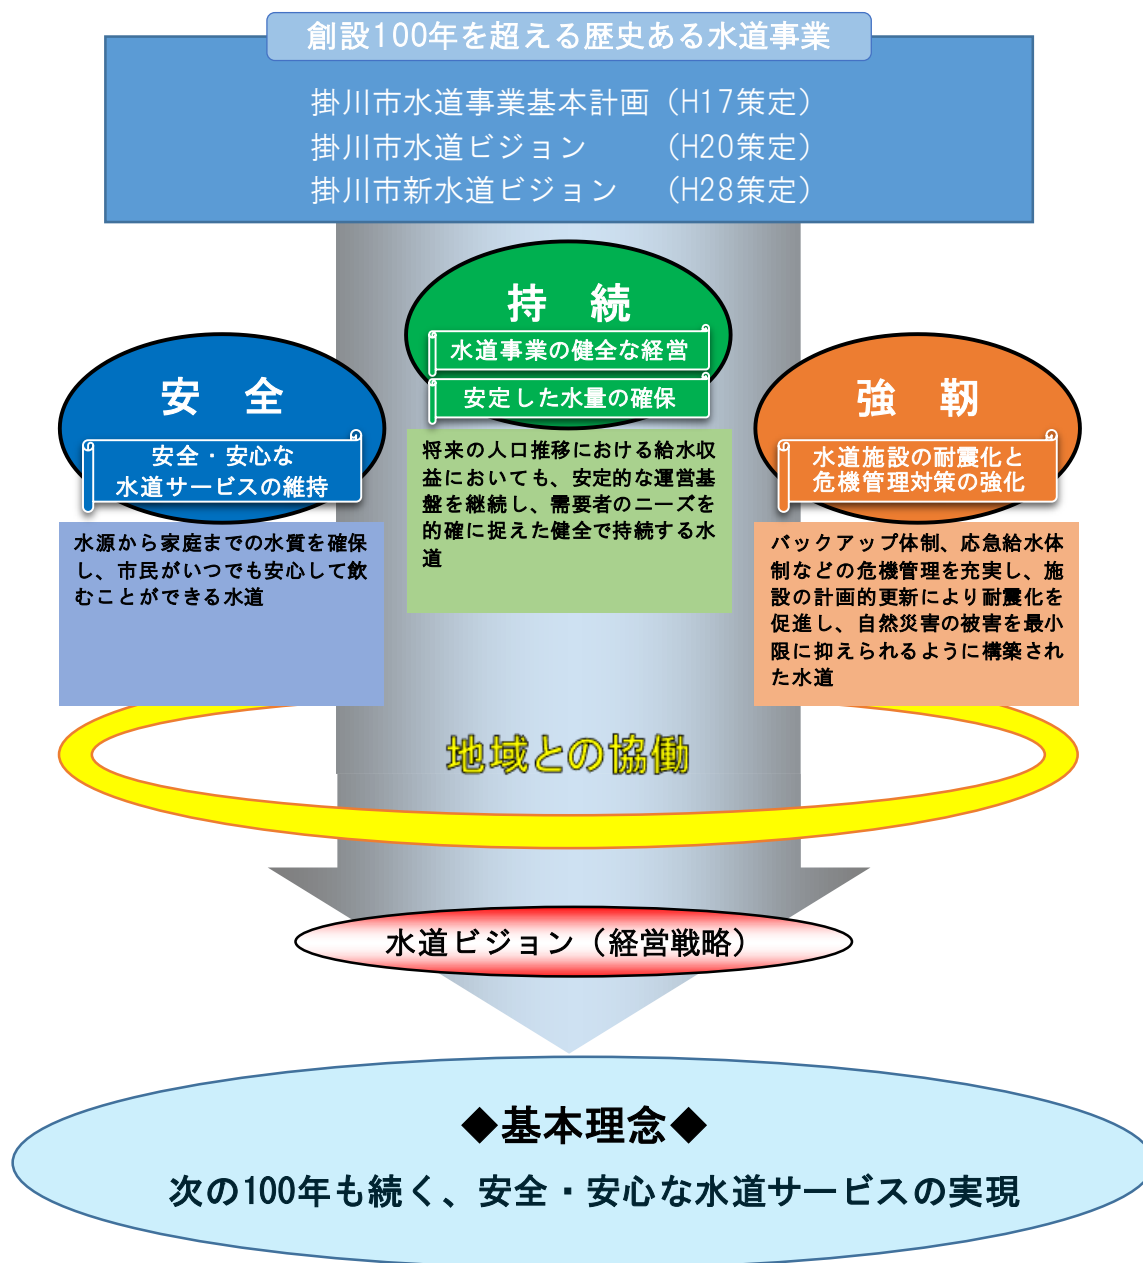 創設100年を超える歴史ある水道事業
掛川市水道事業基本計画（H17策定）
掛川市水道ビジョン　　（H20策定）
掛川市新水道ビジョン　（H28策定）
持　続
水道事業の健全な経営
安定した水量の確保
将来の人口推移における給水収
益においても、安定的な運営基
盤を継続し、需要者のニーズを
的確に捉えた健全で持続する水
道
安　全
安全・安心な
水道サービスの維持
水源から家庭までの水質を確保
し、市民がいつでも安心して飲
むことができる水道
強　靭
水道施設の耐震化と
危機管理対策の強化
バックアップ体制、応急給水体
制などの危機管理を充実し、施
設の計画的更新により耐震化を
促進し、自然災害の被害を最小
限に抑えられるように構築され
た水道
地域との協働
水道ビジョン（経営戦略）
◆基本理念◆
次の100年も続く、安全・安心な水道サービスの実現